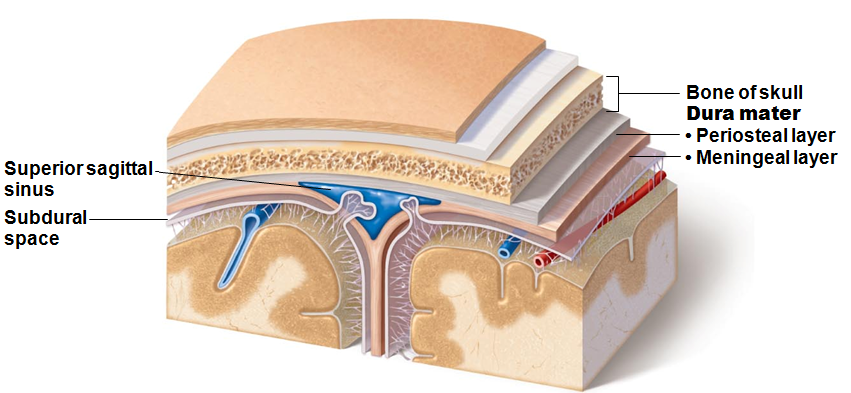 Superior sagittal
sinus
Subdural
space
Bone of skull
Dura mater
• Periosteal layer
• Meningeal layer